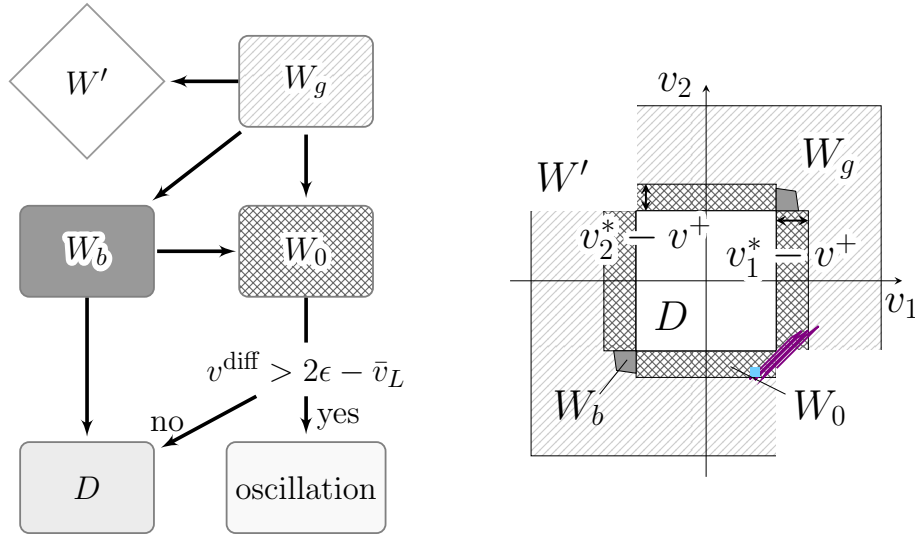 W′
W_g
W_b
W_0
v^diff > 2ϵ − v̄_L
no
yes
D
oscillation
v_2
W′
W_g
v_2^* − v^+
v_1^* − v^+
v_1
D
W_b
W_0